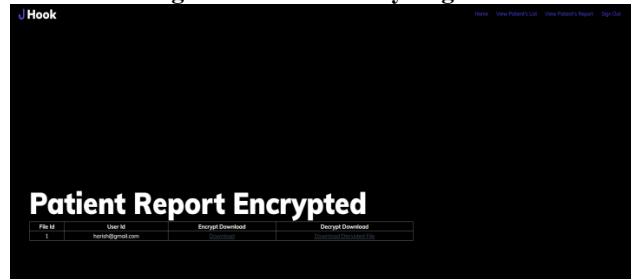 J Hook
Home View Patient's List View Patient's Report Sign Out
Patient Report Encrypted
File Id User Id Encrypt Download Decrypt Download
1 harish@gmail.com Download Download Decrypted File